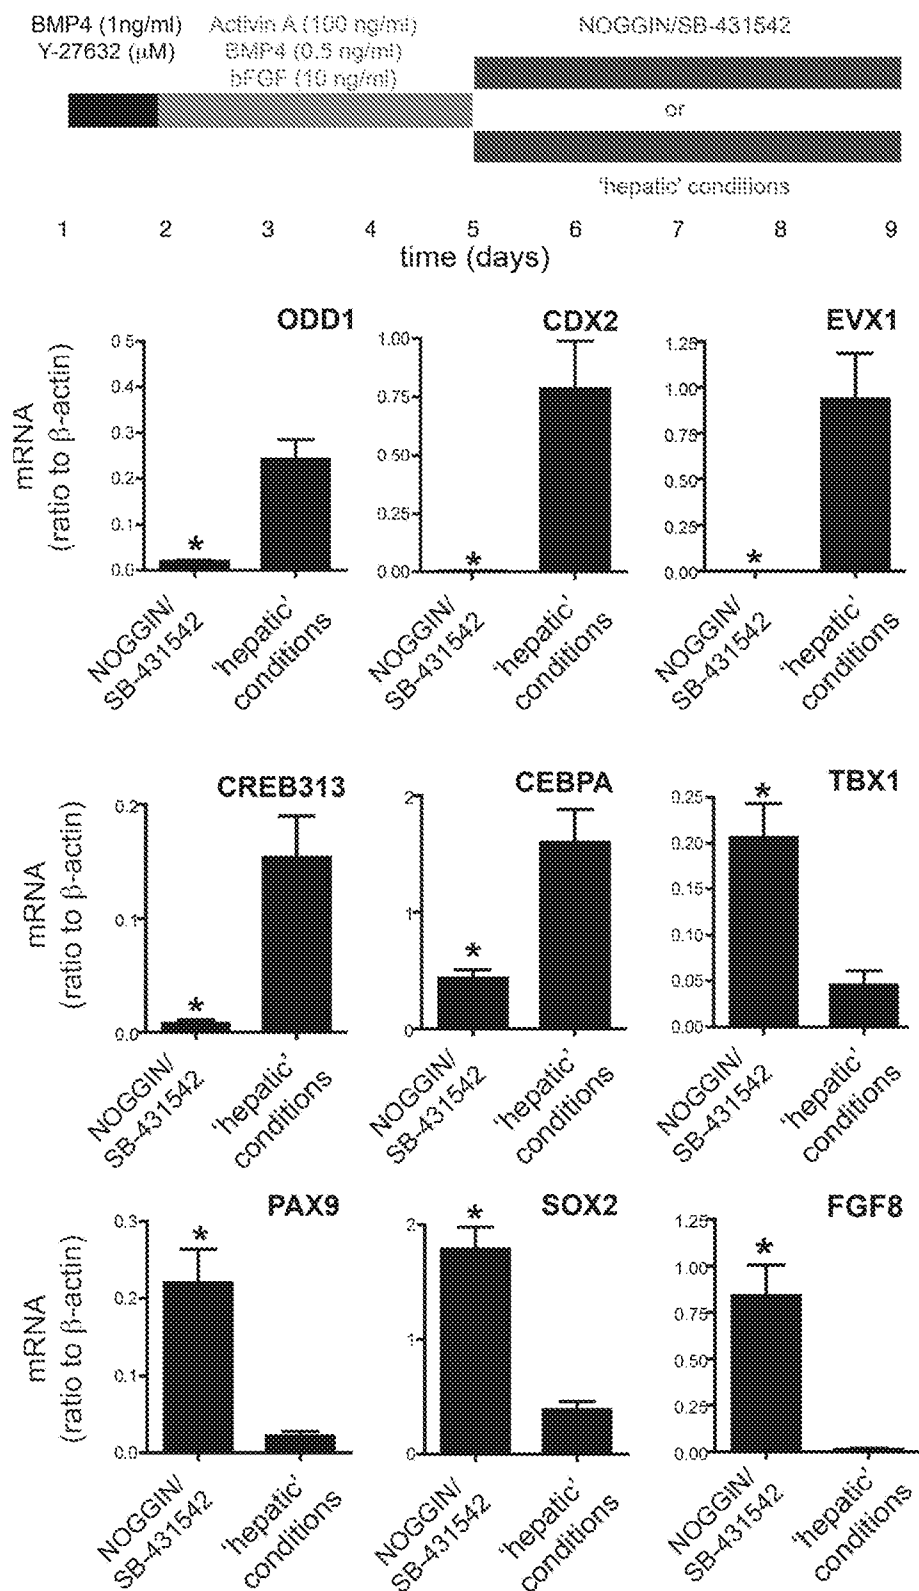 BMP4 (1ng/ml)
Y-27632 (μM)
Activin A (100 ng/ml)
BMP4 (0.5 ng/ml)
bFGF (10 ng/ml)
NOGGIN/SB-431542
or
'hepatic' conditions
1 2 3 4 5 6 7 8 9
time (days)
ODD1
mRNA
(ratio to β-actin)
0.5
0.4
0.3
0.2
0.1
0.0
NOGGIN/
SB-431542
'hepatic'
conditions
*
CDX2
1.00
0.75
0.50
0.25
0.00
NOGGIN/
SB-431542
'hepatic'
conditions
*
EVX1
1.25
1.00
0.75
0.50
0.25
0.00
NOGGIN/
SB-431542
'hepatic'
conditions
*
CREB313
mRNA
(ratio to β-actin)
0.2
0.1
0.0
NOGGIN/
SB-431542
'hepatic'
conditions
*
CEBPA
2
1
0
NOGGIN/
SB-431542
'hepatic'
conditions
*
TBX1
0.25
0.20
0.15
0.10
0.05
0.00
NOGGIN/
SB-431542
'hepatic'
conditions
*
PAX9
mRNA
(ratio to β-actin)
0.3
0.2
0.1
0.0
NOGGIN/
SB-431542
'hepatic'
conditions
*
SOX2
2
1
0
NOGGIN/
SB-431542
'hepatic'
conditions
*
FGF8
1.25
1.00
0.75
0.50
0.25
0.00
NOGGIN/
SB-431542
'hepatic'
conditions
*